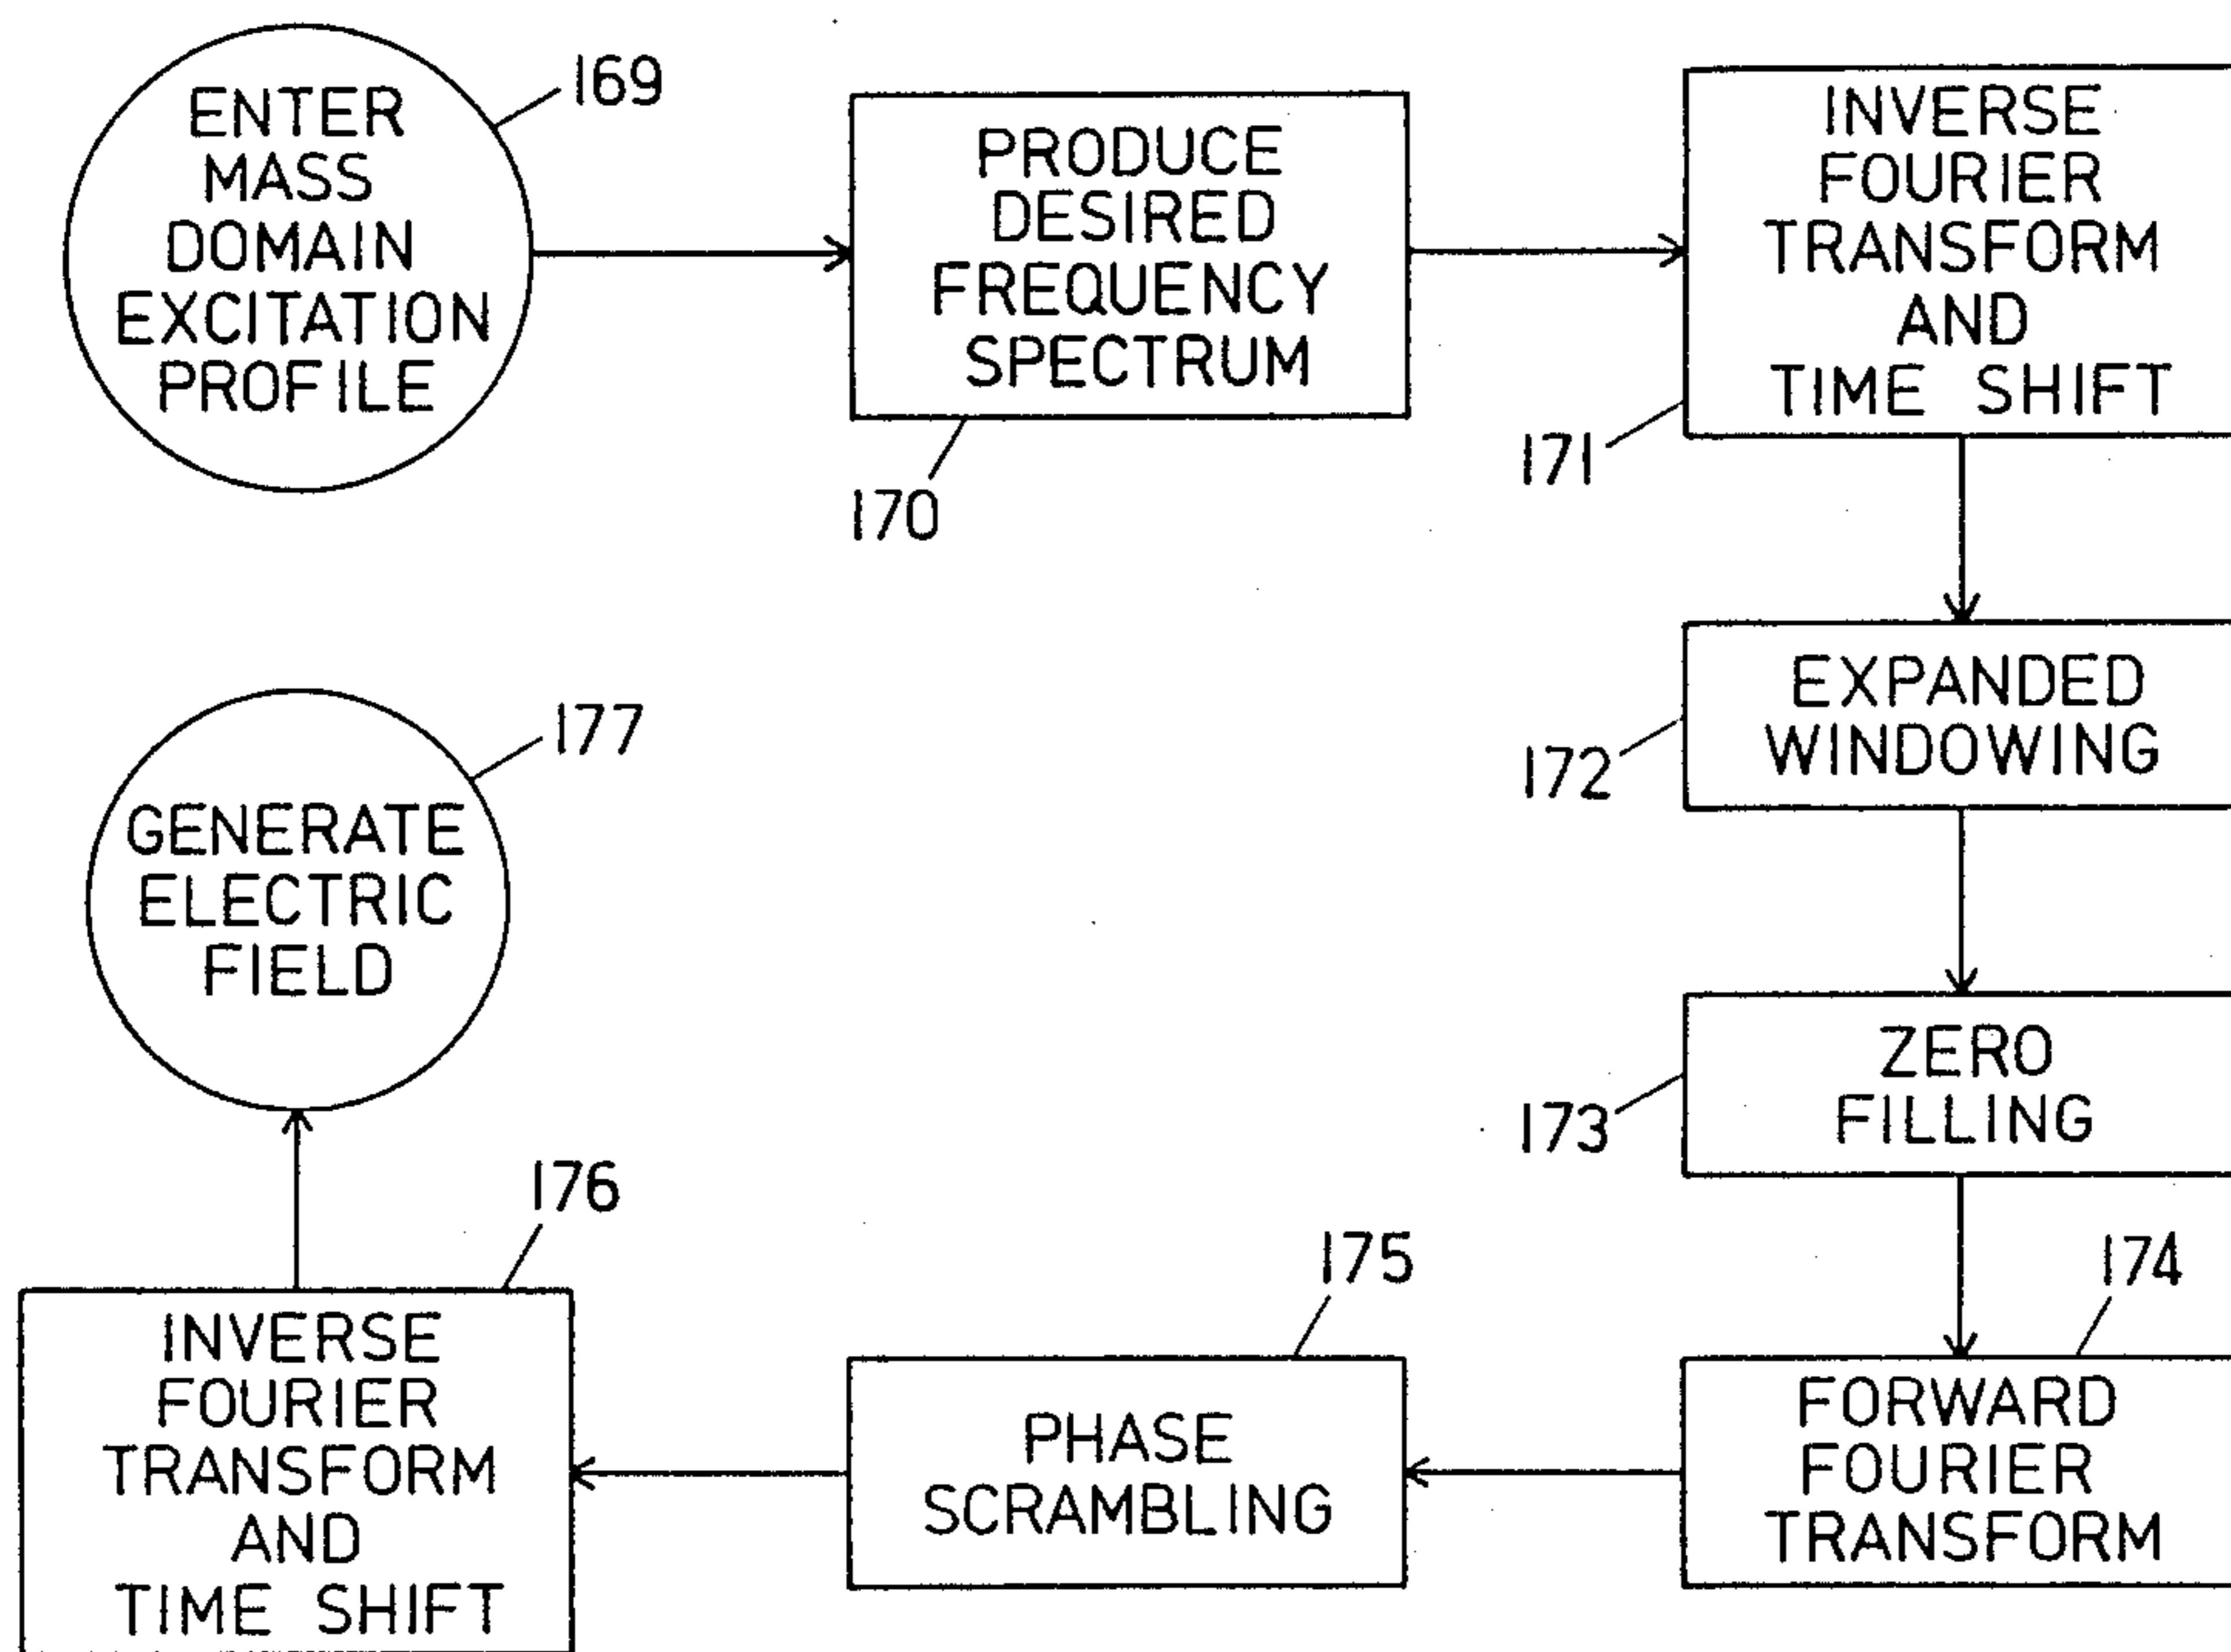 ENTER
MASS
DOMAIN
EXCITATION
PROFILE
169
PRODUCE
DESIRED
FREQUENCY
SPECTRUM
170
INVERSE
FOURIER
TRANSFORM
AND
TIME SHIFT
171
EXPANDED
WINDOWING
172
ZERO
FILLING
173
FORWARD
FOURIER
TRANSFORM
174
PHASE
SCRAMBLING
175
INVERSE
FOURIER
TRANSFORM
AND
TIME SHIFT
176
GENERATE
ELECTRIC
FIELD
177